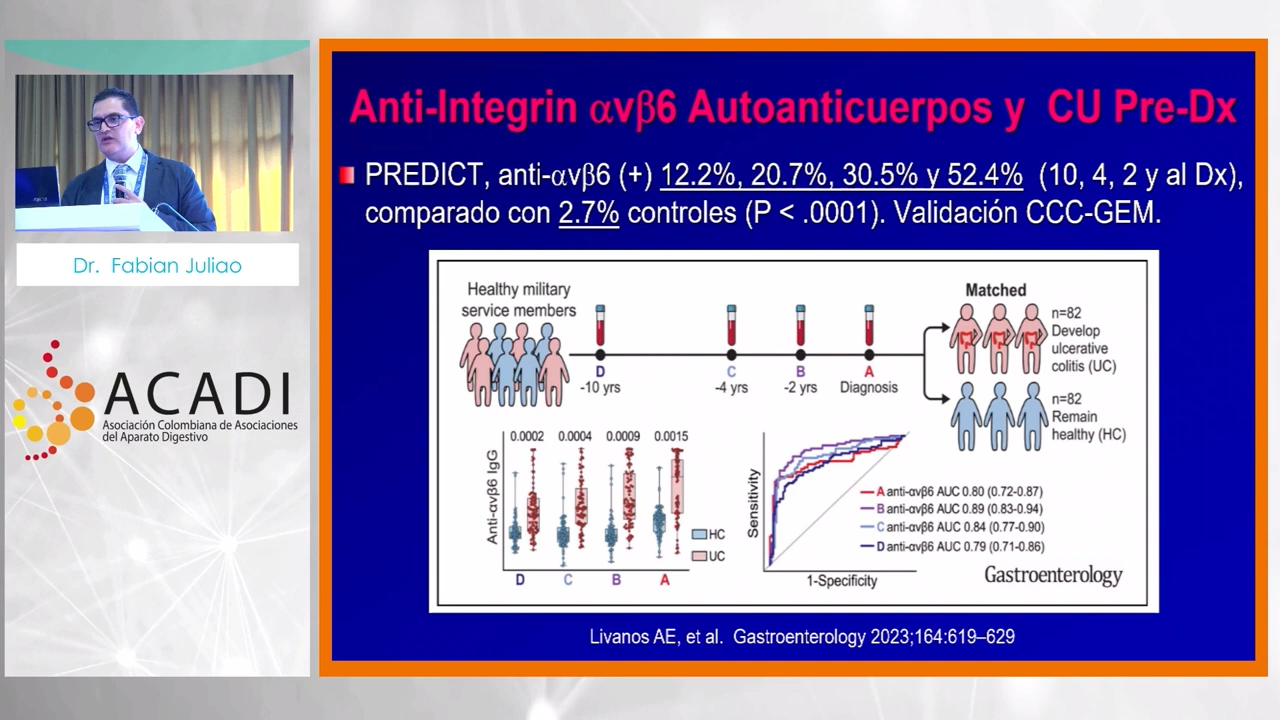 Anti-Integrin αvβ6 Autoanticuerpos y CU Pre-Dx
PREDICT, anti-αvβ6 (+) 12.2%, 20.7%, 30.5% y 52.4% (10, 4, 2 y al Dx),
comparado con 2.7% controles (P < .0001). Validación CCC-GEM.
Dr. Fabian Juliao
ACADI
Asociación Colombiana de Asociaciones
del Aparato Digestivo
Healthy military
service members
D
-10 yrs
C
-4 yrs
B
-2 yrs
A
Diagnosis
Matched
n=82
Develop
ulcerative
colitis (UC)
n=82
Remain
healthy (HC)
Anti-αvβ6 IgG
0.0002 0.0004 0.0009 0.0015
D C B A
HC
UC
Sensitivity
1-Specificity
A anti-αvβ6 AUC 0.80 (0.72-0.87)
B anti-αvβ6 AUC 0.89 (0.83-0.94)
C anti-αvβ6 AUC 0.84 (0.77-0.90)
D anti-αvβ6 AUC 0.79 (0.71-0.86)
Gastroenterology
Livanos AE, et al. Gastroenterology 2023;164:619–629